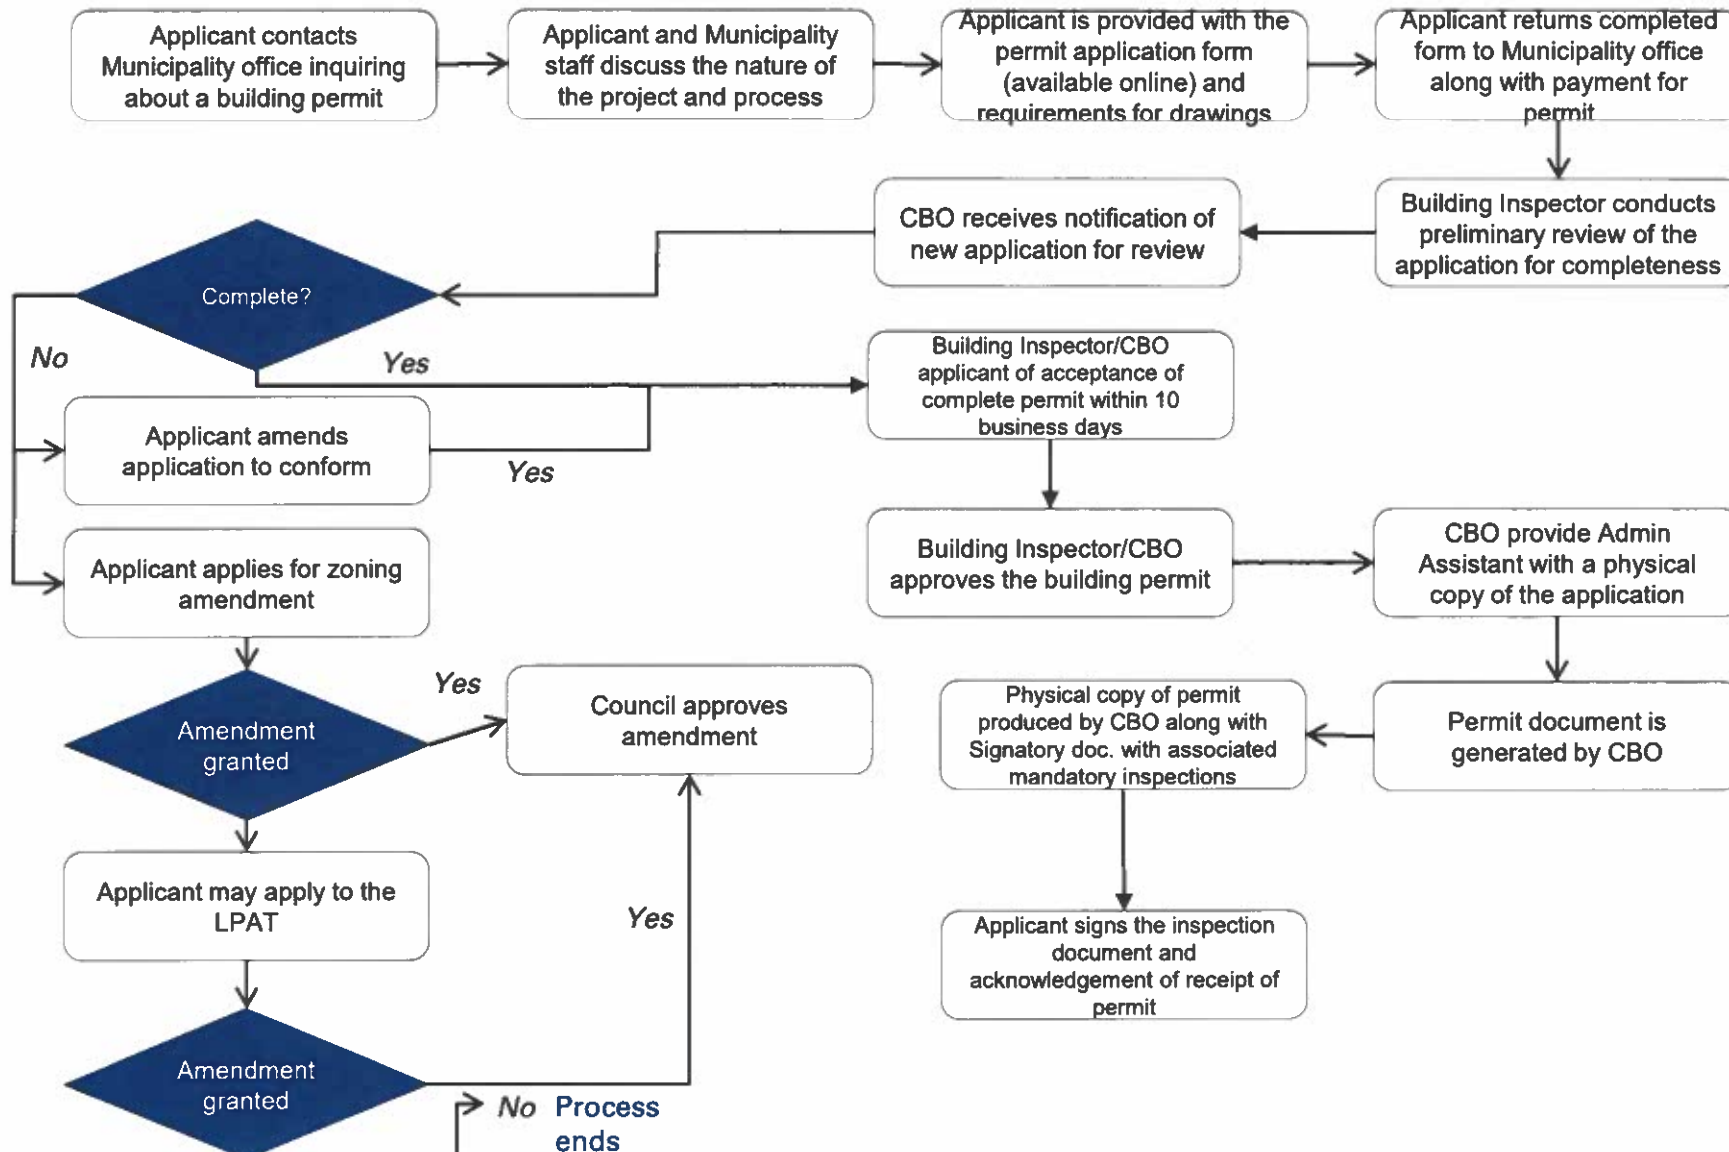 Applicant contacts
Municipality office inquiring
about a building permit
Applicant and Municipality
staff discuss the nature of
the project and process
Applicant is provided with the
permit application form
(available online) and
requirements for drawings
Applicant returns completed
form to Municipality office
along with payment for
permit
Building Inspector conducts
preliminary review of the
application for completeness
CBO receives notification of
new application for review
Complete?
No
Yes
Building Inspector/CBO
applicant of acceptance of
complete permit within 10
business days
Applicant amends
application to conform
Yes
Applicant applies for zoning
amendment
Building Inspector/CBO
approves the building permit
CBO provide Admin
Assistant with a physical
copy of the application
Amendment
granted
Yes
Council approves
amendment
Physical copy of permit
produced by CBO along with
Signatory doc. with associated
mandatory inspections
Permit document is
generated by CBO
Applicant may apply to the
LPAT
Yes
Applicant signs the inspection
document and
acknowledgement of receipt of
permit
Amendment
granted
No Process
ends